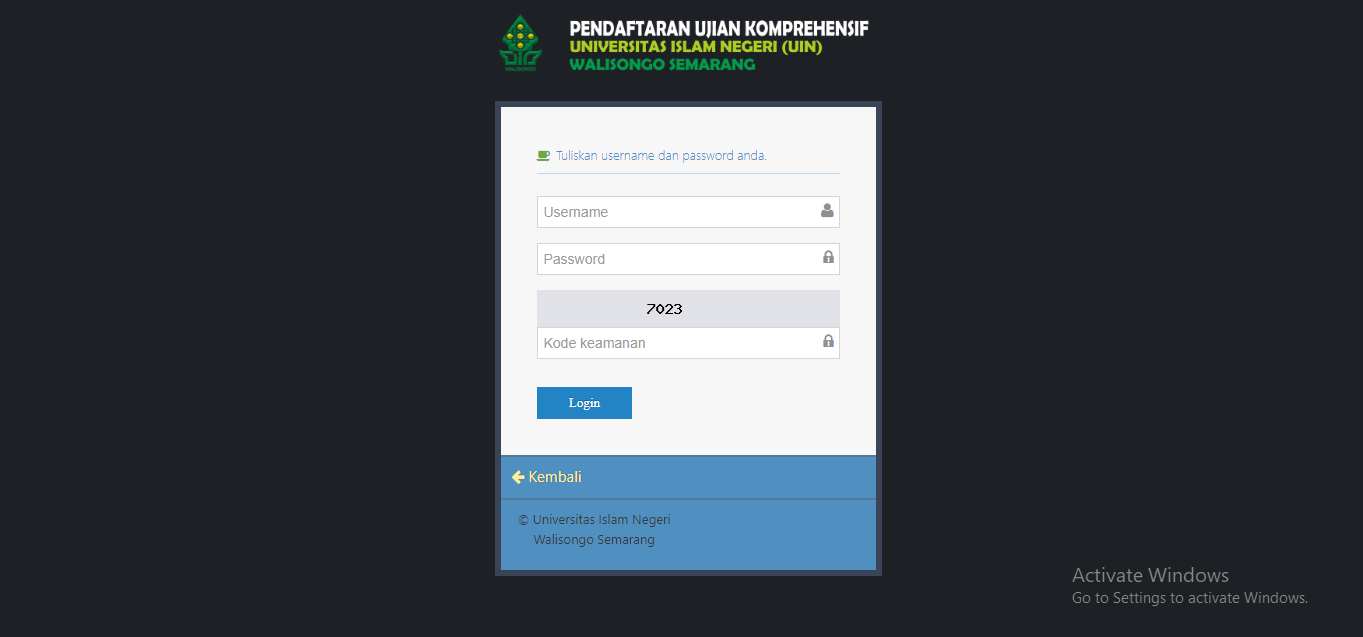 PENDAFTARAN UJIAN KOMPREHENSIF
UNIVERSITAS ISLAM NEGERI (UIN)
WALISONGO SEMARANG
WALISONGO
Tuliskan username dan password anda.
Username
Password
7023
Kode keamanan
Login
Kembali
© Universitas Islam Negeri
Walisongo Semarang
Activate Windows
Go to Settings to activate Windows.